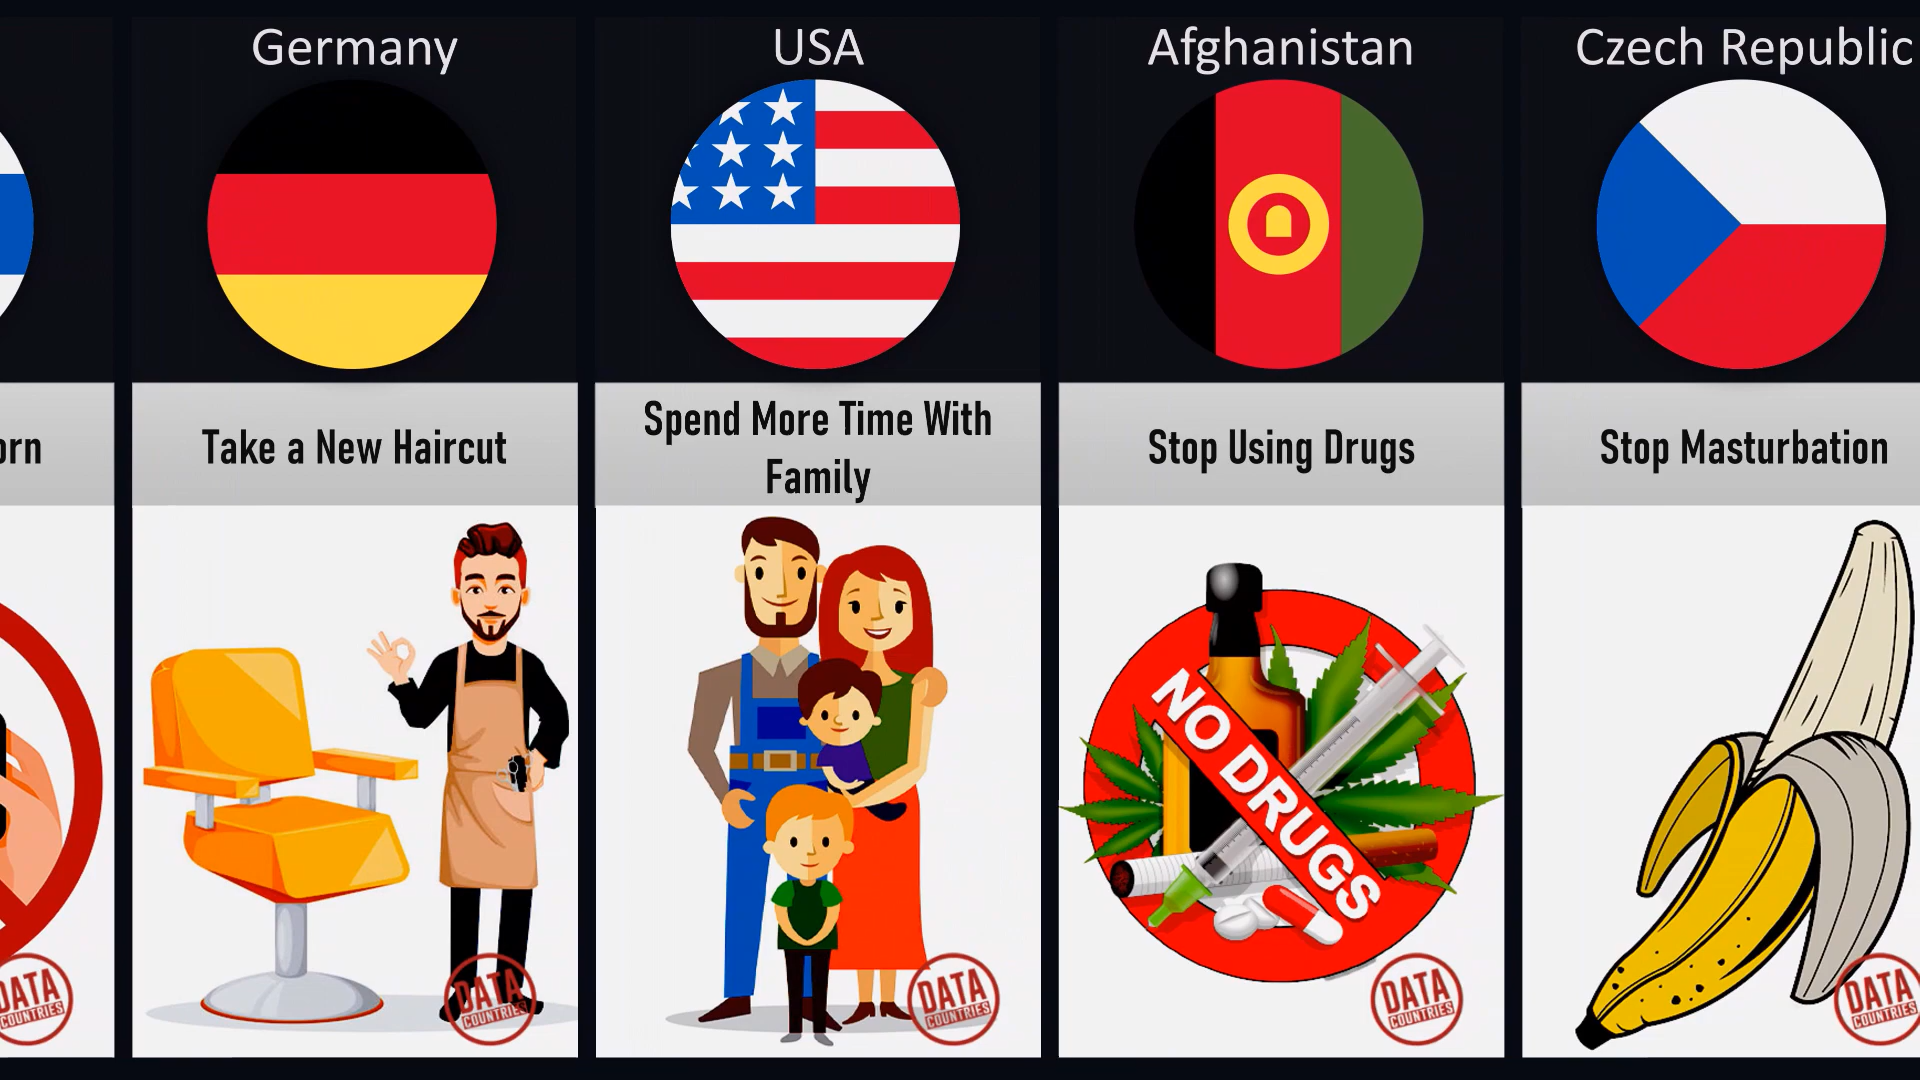 Germany
USA
Afghanistan
Czech Republic
orn
Take a New Haircut
Spend More Time With
Family
Stop Using Drugs
Stop Masturbation
NO DRUGS
DATA
COUNTRIES
DATA
COUNTRIES
DATA
COUNTRIES
DATA
COUNTRIES
DATA
COUNTRIES